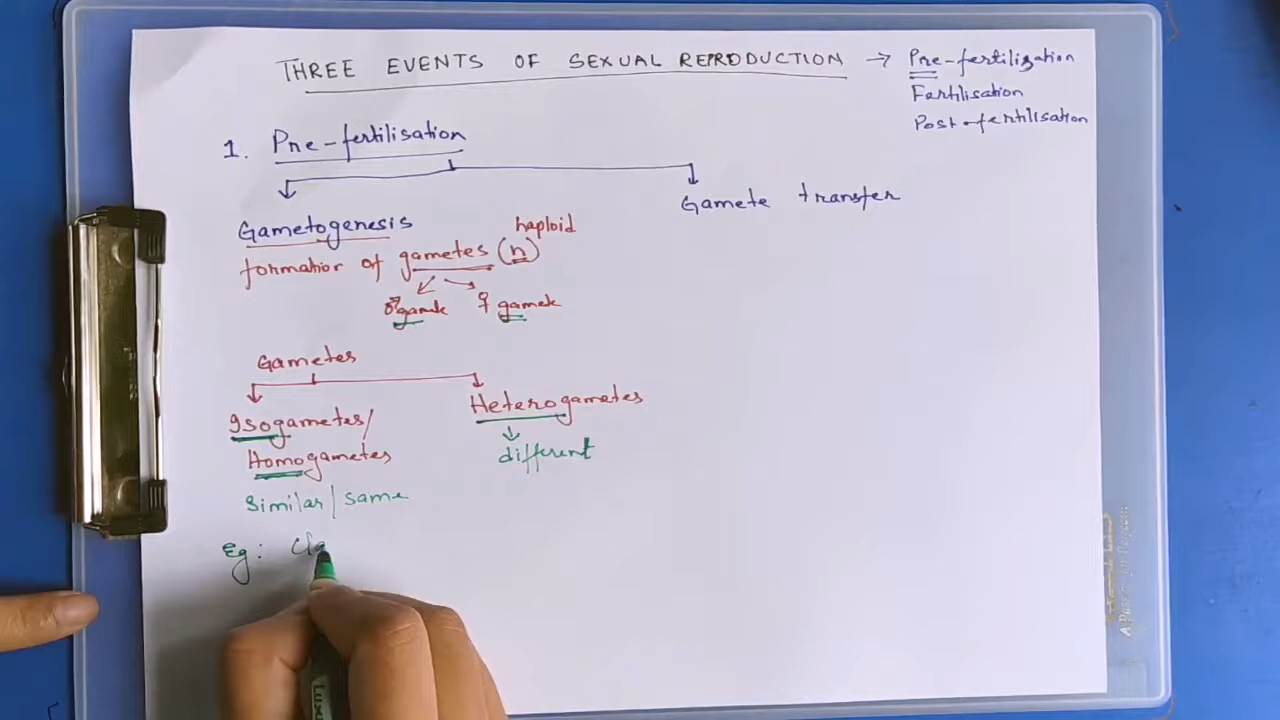 THREE EVENTS OF SEXUAL REPRODUCTION → Pre-fertilization
Fertilisation
Post-fertilisation
1. Pre-fertilisation
Gametogenesis
Gamete transfer
haploid
formation of gametes (n)
♂ gamete ♀ gamete
Gametes
Isogametes/
Homogametes
Heterogametes
different
Similar/same
Eg: Cla